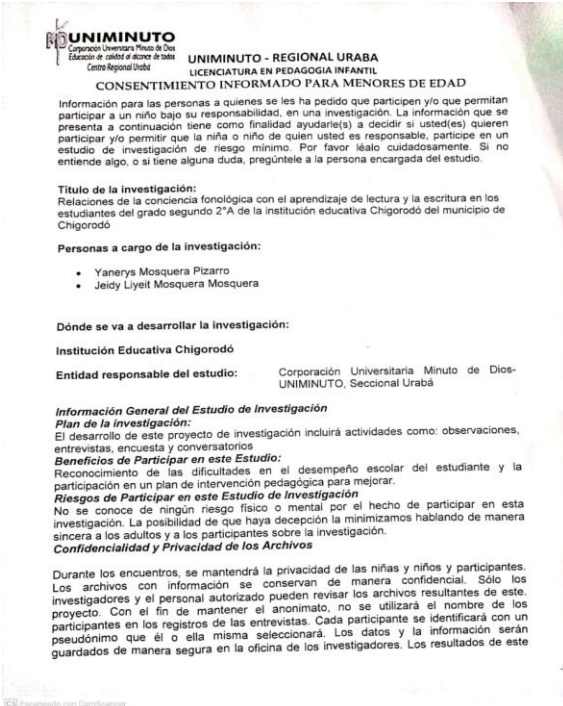 UNIMINUTO
Corporación Universitaria Minuto de Dios
Educación de calidad al alcance de todos
Centro Regional Urabá
UNIMINUTO - REGIONAL URABA
LICENCIATURA EN PEDAGOGIA INFANTIL
CONSENTIMIENTO INFORMADO PARA MENORES DE EDAD
Información para las personas a quienes se les ha pedido que participen y/o que permitan
participar a un niño bajo su responsabilidad, en una investigación. La información que se
presenta a continuación tiene como finalidad ayudarle(s) a decidir si usted(es) quieren
participar y/o permitir que la niña o niño de quien usted es responsable, participe en un
estudio de investigación de riesgo mínimo. Por favor léalo cuidadosamente. Si no
entiende algo, o si tiene alguna duda, pregúntele a la persona encargada del estudio.
Titulo de la investigación:
Relaciones de la conciencia fonológica con el aprendizaje de lectura y la escritura en los
estudiantes del grado segundo 2°A de la institución educativa Chigorodó del municipio de
Chigorodó
Personas a cargo de la investigación:
• Yanerys Mosquera Pizarro
• Jeidy Liyeit Mosquera Mosquera
Dónde se va a desarrollar la investigación:
Institución Educativa Chigorodó
Entidad responsable del estudio: Corporación Universitaria Minuto de Dios-
UNIMINUTO, Seccional Urabá
Información General del Estudio de Investigación
Plan de la investigación:
El desarrollo de este proyecto de investigación incluirá actividades como: observaciones,
entrevistas, encuesta y conversatorios
Beneficios de Participar en este Estudio:
Reconocimiento de las dificultades en el desempeño escolar del estudiante y la
participación en un plan de intervención pedagógica para mejorar.
Riesgos de Participar en este Estudio de Investigación
No se conoce de ningún riesgo físico o mental por el hecho de participar en esta
investigación. La posibilidad de que haya decepción la minimizamos hablando de manera
sincera a los adultos y a los participantes sobre la investigación.
Confidencialidad y Privacidad de los Archivos
Durante los encuentros, se mantendrá la privacidad de las niñas y niños y participantes.
Los archivos con información se conservan de manera confidencial. Sólo los
investigadores y el personal autorizado pueden revisar los archivos resultantes de este.
proyecto. Con el fin de mantener el anonimato, no se utilizará el nombre de los
participantes en los registros de las entrevistas. Cada participante se identificará con un
pseudónimo que él o ella misma seleccionará. Los datos y la información serán
guardados de manera segura en la oficina de los investigadores. Los resultados de este
CS Escaneado con CamScanner